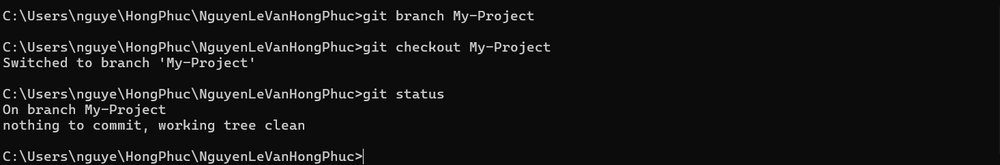 C:\Users\nguye\HongPhuc\NguyenLeVanHongPhuc>git branch My-Project
C:\Users\nguye\HongPhuc\NguyenLeVanHongPhuc>git checkout My-Project
Switched to branch 'My-Project'
C:\Users\nguye\HongPhuc\NguyenLeVanHongPhuc>git status
On branch My-Project
nothing to commit, working tree clean
C:\Users\nguye\HongPhuc\NguyenLeVanHongPhuc>